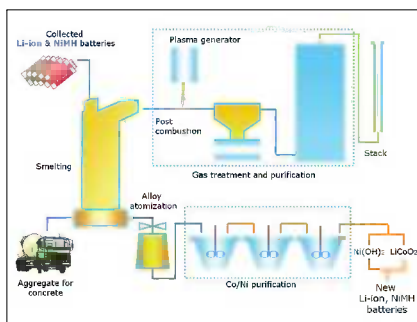 Collected
Li-ion & NiMH batteries
Plasma generator
Post
combustion
Smelting
Gas treatment and purification
Stack
Alloy
atomization
Aggregate for
concrete
Co/Ni purification
Ni(OH)₂ LiCoO₂
New
Li-ion, NiMH
batteries